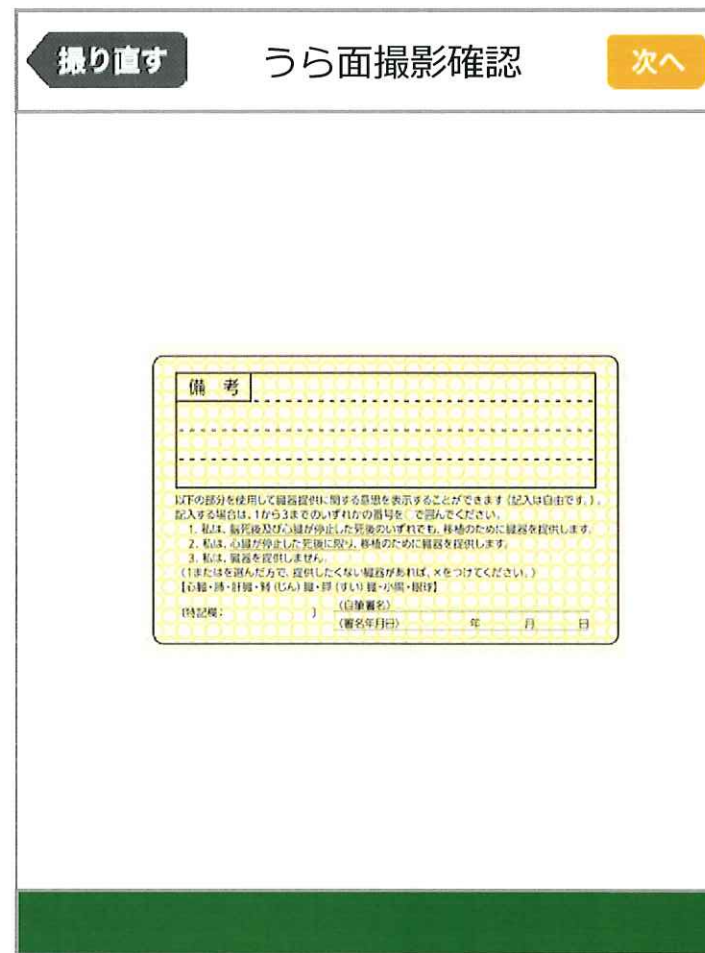 撮り直す
うら面撮影確認
次へ
備 考
以下の部分を使用して臓器提供に関する意思を表示することができます(記入は自由です。)。
記入する場合は、1から3までのいずれかの番号を○で囲んでください。
1. 私は、脳死後及び心臓が停止した死後のいずれでも、移植のために臓器を提供します。
2. 私は、心臓が停止した死後に限り、移植のために臓器を提供します。
3. 私は、臓器を提供しません。
(1または を選んだ方で、提供したくない臓器があれば、×をつけてください。)
【心臓・肺・肝臓・腎(じん)臓・膵(すい)臓・小腸・眼球】
[特記欄: ]
(自筆署名)
(署名年月日) 年 月 日